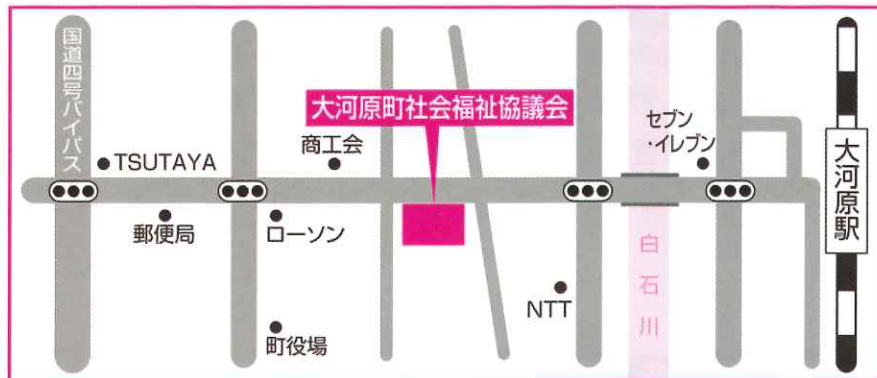 国道四号バイパス
大河原町社会福祉協議会
セブン
・イレブン
商工会
TSUTAYA
大河原駅
郵便局
ローソン
白石川
NTT
町役場